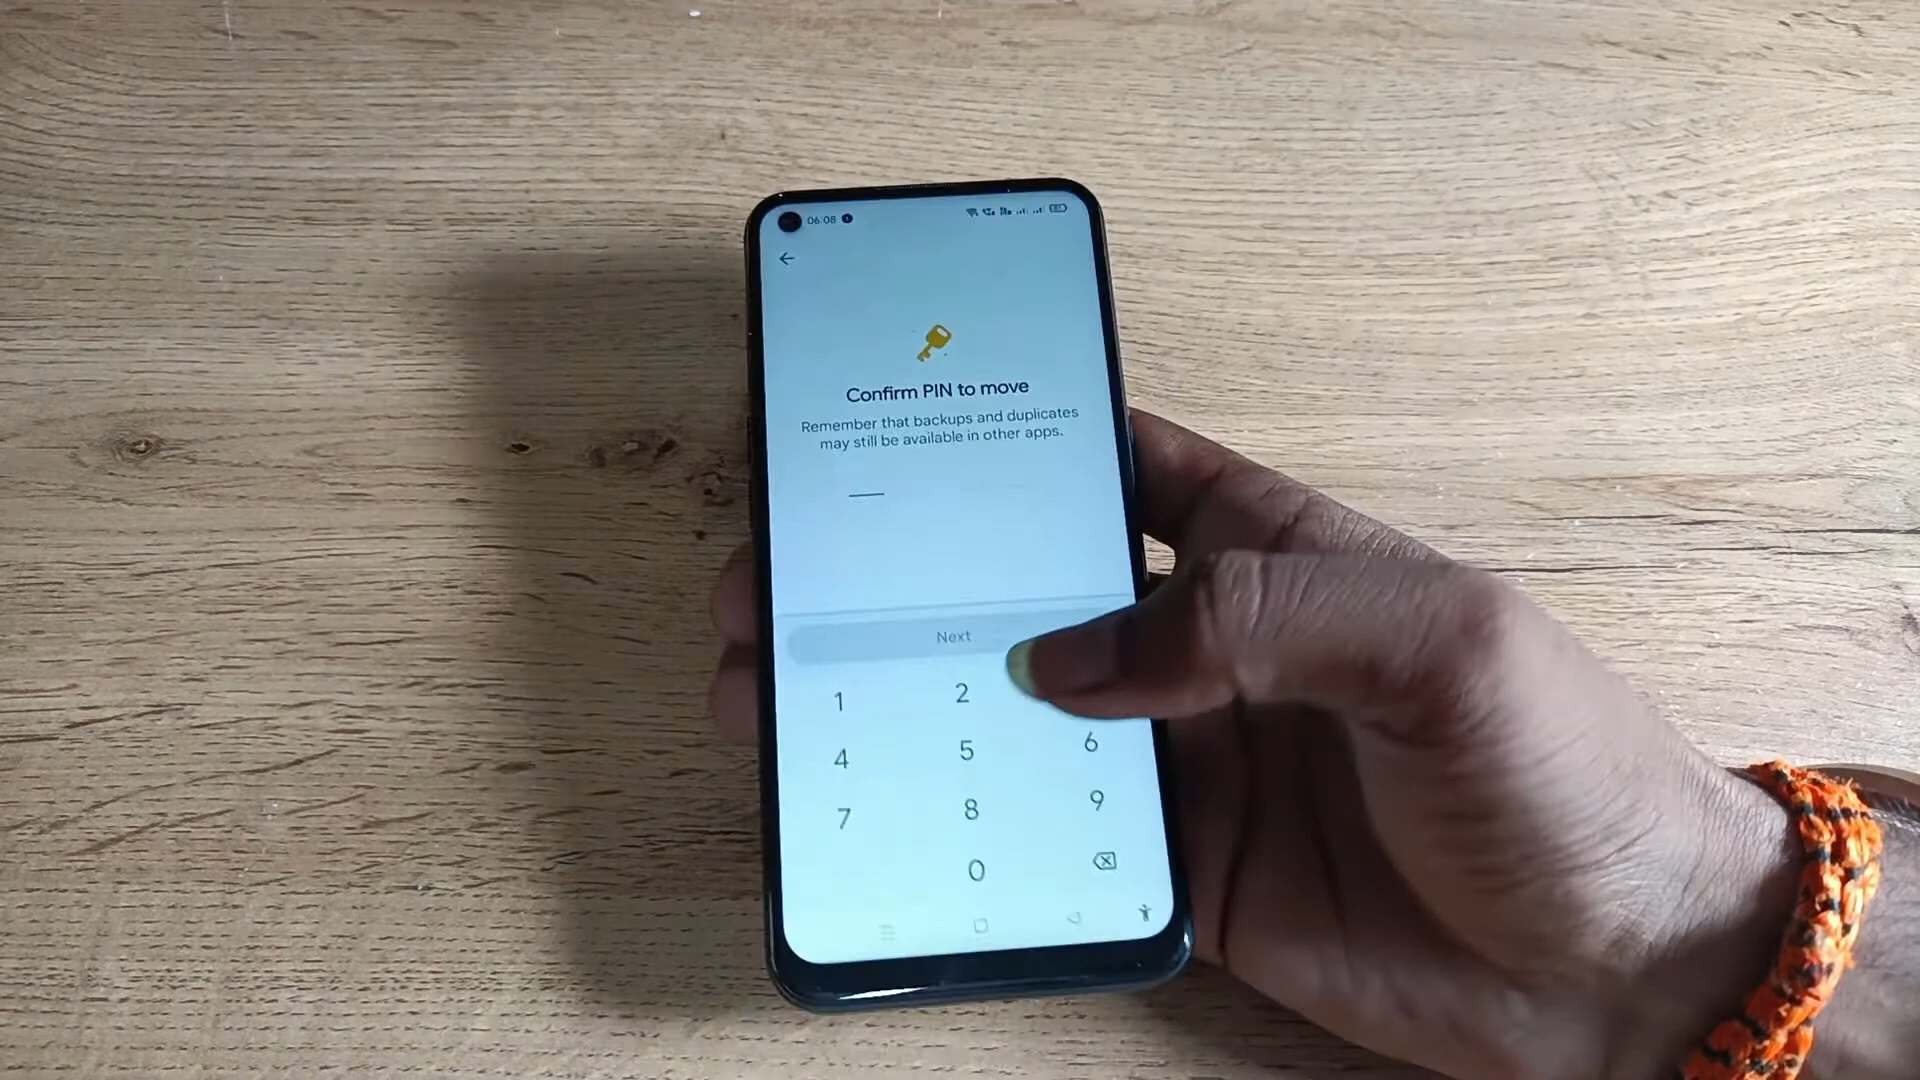 06:08
Confirm PIN to move
Remember that backups and duplicates
may still be available in other apps.
Next
1 2
4 5 6
7 8 9
0